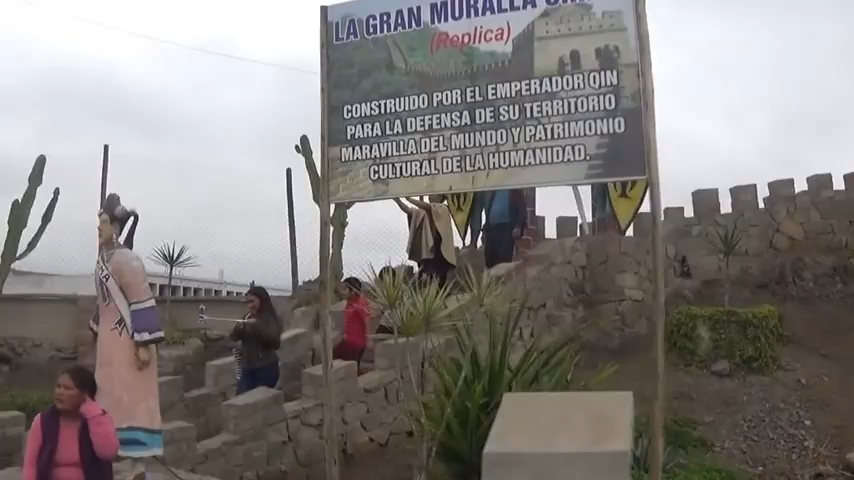 LA GRAN MURALLA
(Replica)
CONSTRUIDO POR EL EMPERADOR QIN
PARA LA DEFENSA DE SU TERRITORIO
MARAVILLA DEL MUNDO Y PATRIMONIO
CULTURAL DE LA HUMANIDAD.